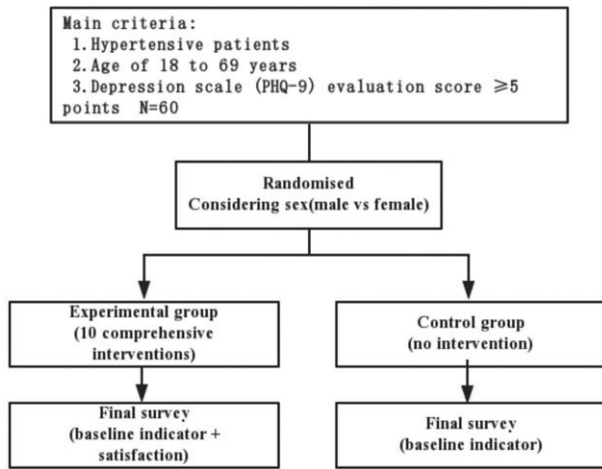 Main criteria:
1.Hypertensive patients
2.Age of 18 to 69 years
3.Depression scale (PHQ-9) evaluation score ≥5
points N=60
Randomised
Considering sex(male vs female)
Experimental group
(10 comprehensive
interventions)
Control group
(no intervention)
Final survey
(baseline indicator +
satisfaction)
Final survey
(baseline indicator)